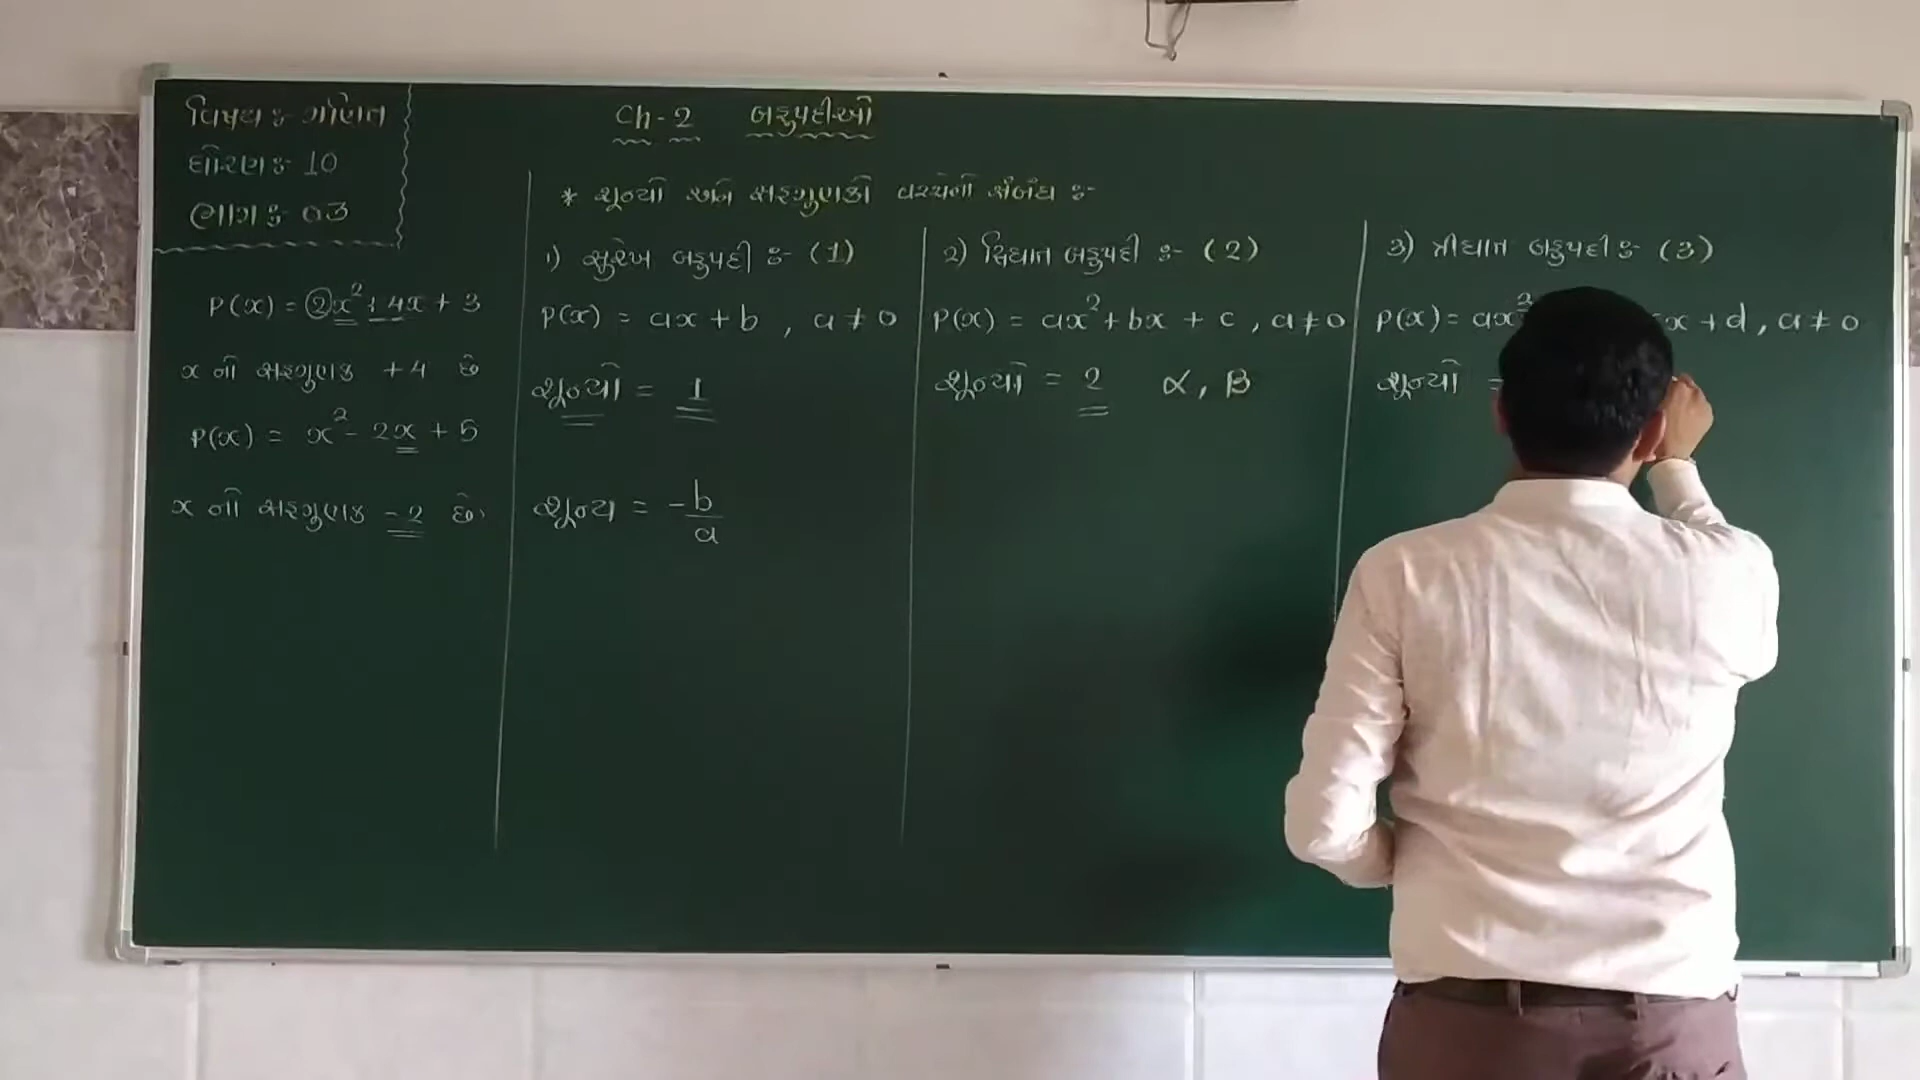 વિષય :- ગણિત
ધોરણ :- 10
ભાગ :- 03
P(x) = 2x² + 4x + 3
x નો સહગુણક +4 છે
P(x) = x² - 2x + 5
x નો સહગુણક -2 છે.
Ch-2 બહુપદીઓ
* શૂન્યો અને સહગુણકો વચ્ચેનો સંબંધ :-
1) સુરેખ બહુપદી :- (1)
P(x) = ax + b , a ≠ 0
શૂન્યો = 1
શૂન્ય = -b/a
2) દ્વિઘાત બહુપદી :- (2)
P(x) = ax² + bx + c , a ≠ 0
શૂન્યો = 2 α, β
3) ત્રીઘાત બહુપદી :- (3)
P(x) = ax³ x + d , a ≠ 0
શૂન્યો =